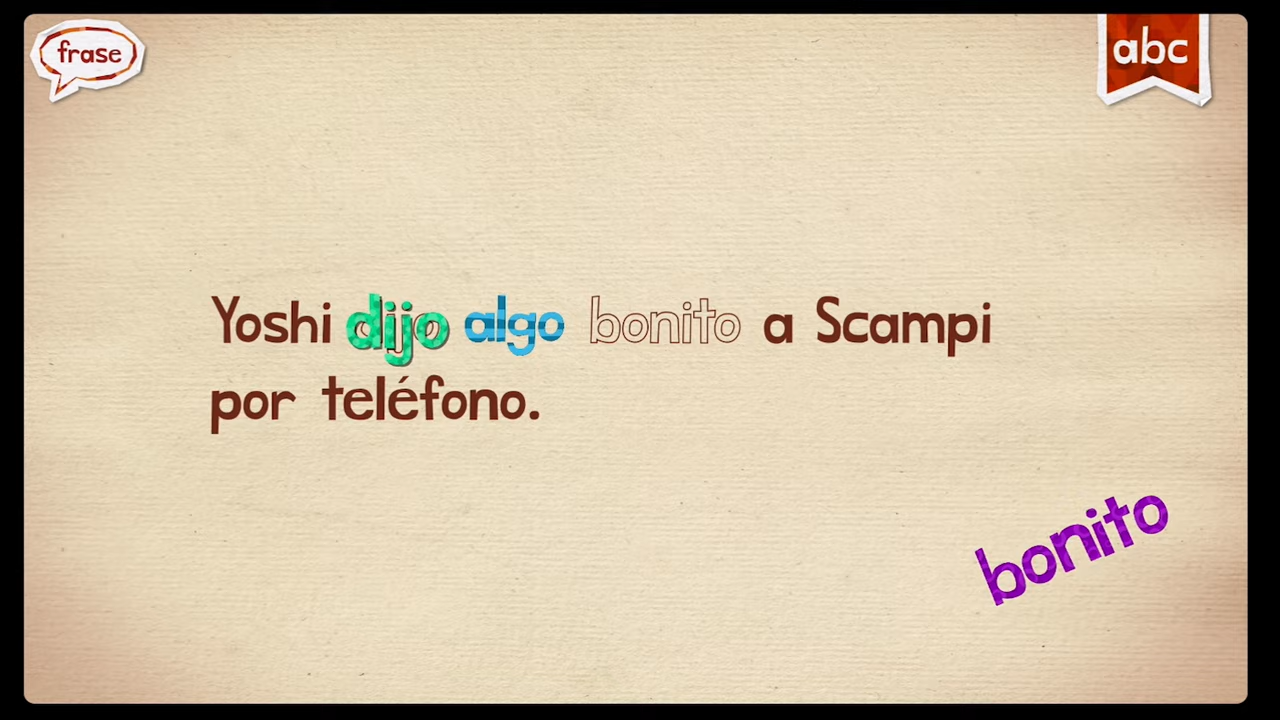 frase
abc
Yoshi dijo algo bonito a Scampi
por teléfono.
bonito